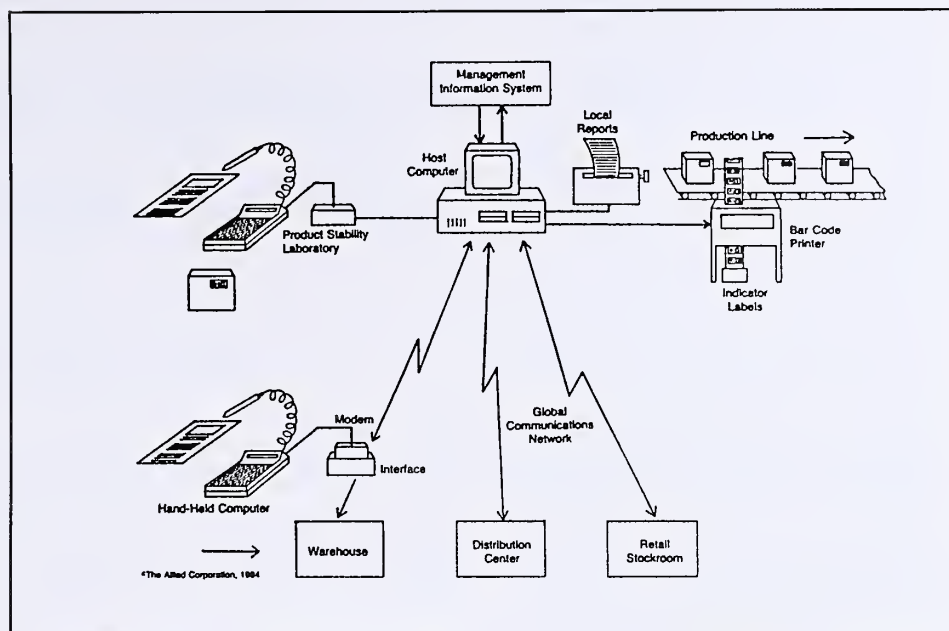 Management
Information System
Local
Reports
Production Line
Host
Computer
Product Stability
Laboratory
Bar Code
Printer
Indicator
Labels
Modem
Global
Communications
Network
Interface
Hand-Held Computer
Warehouse
Distribution
Center
Retail
Stockroom
©The Allied Corporation, 1984